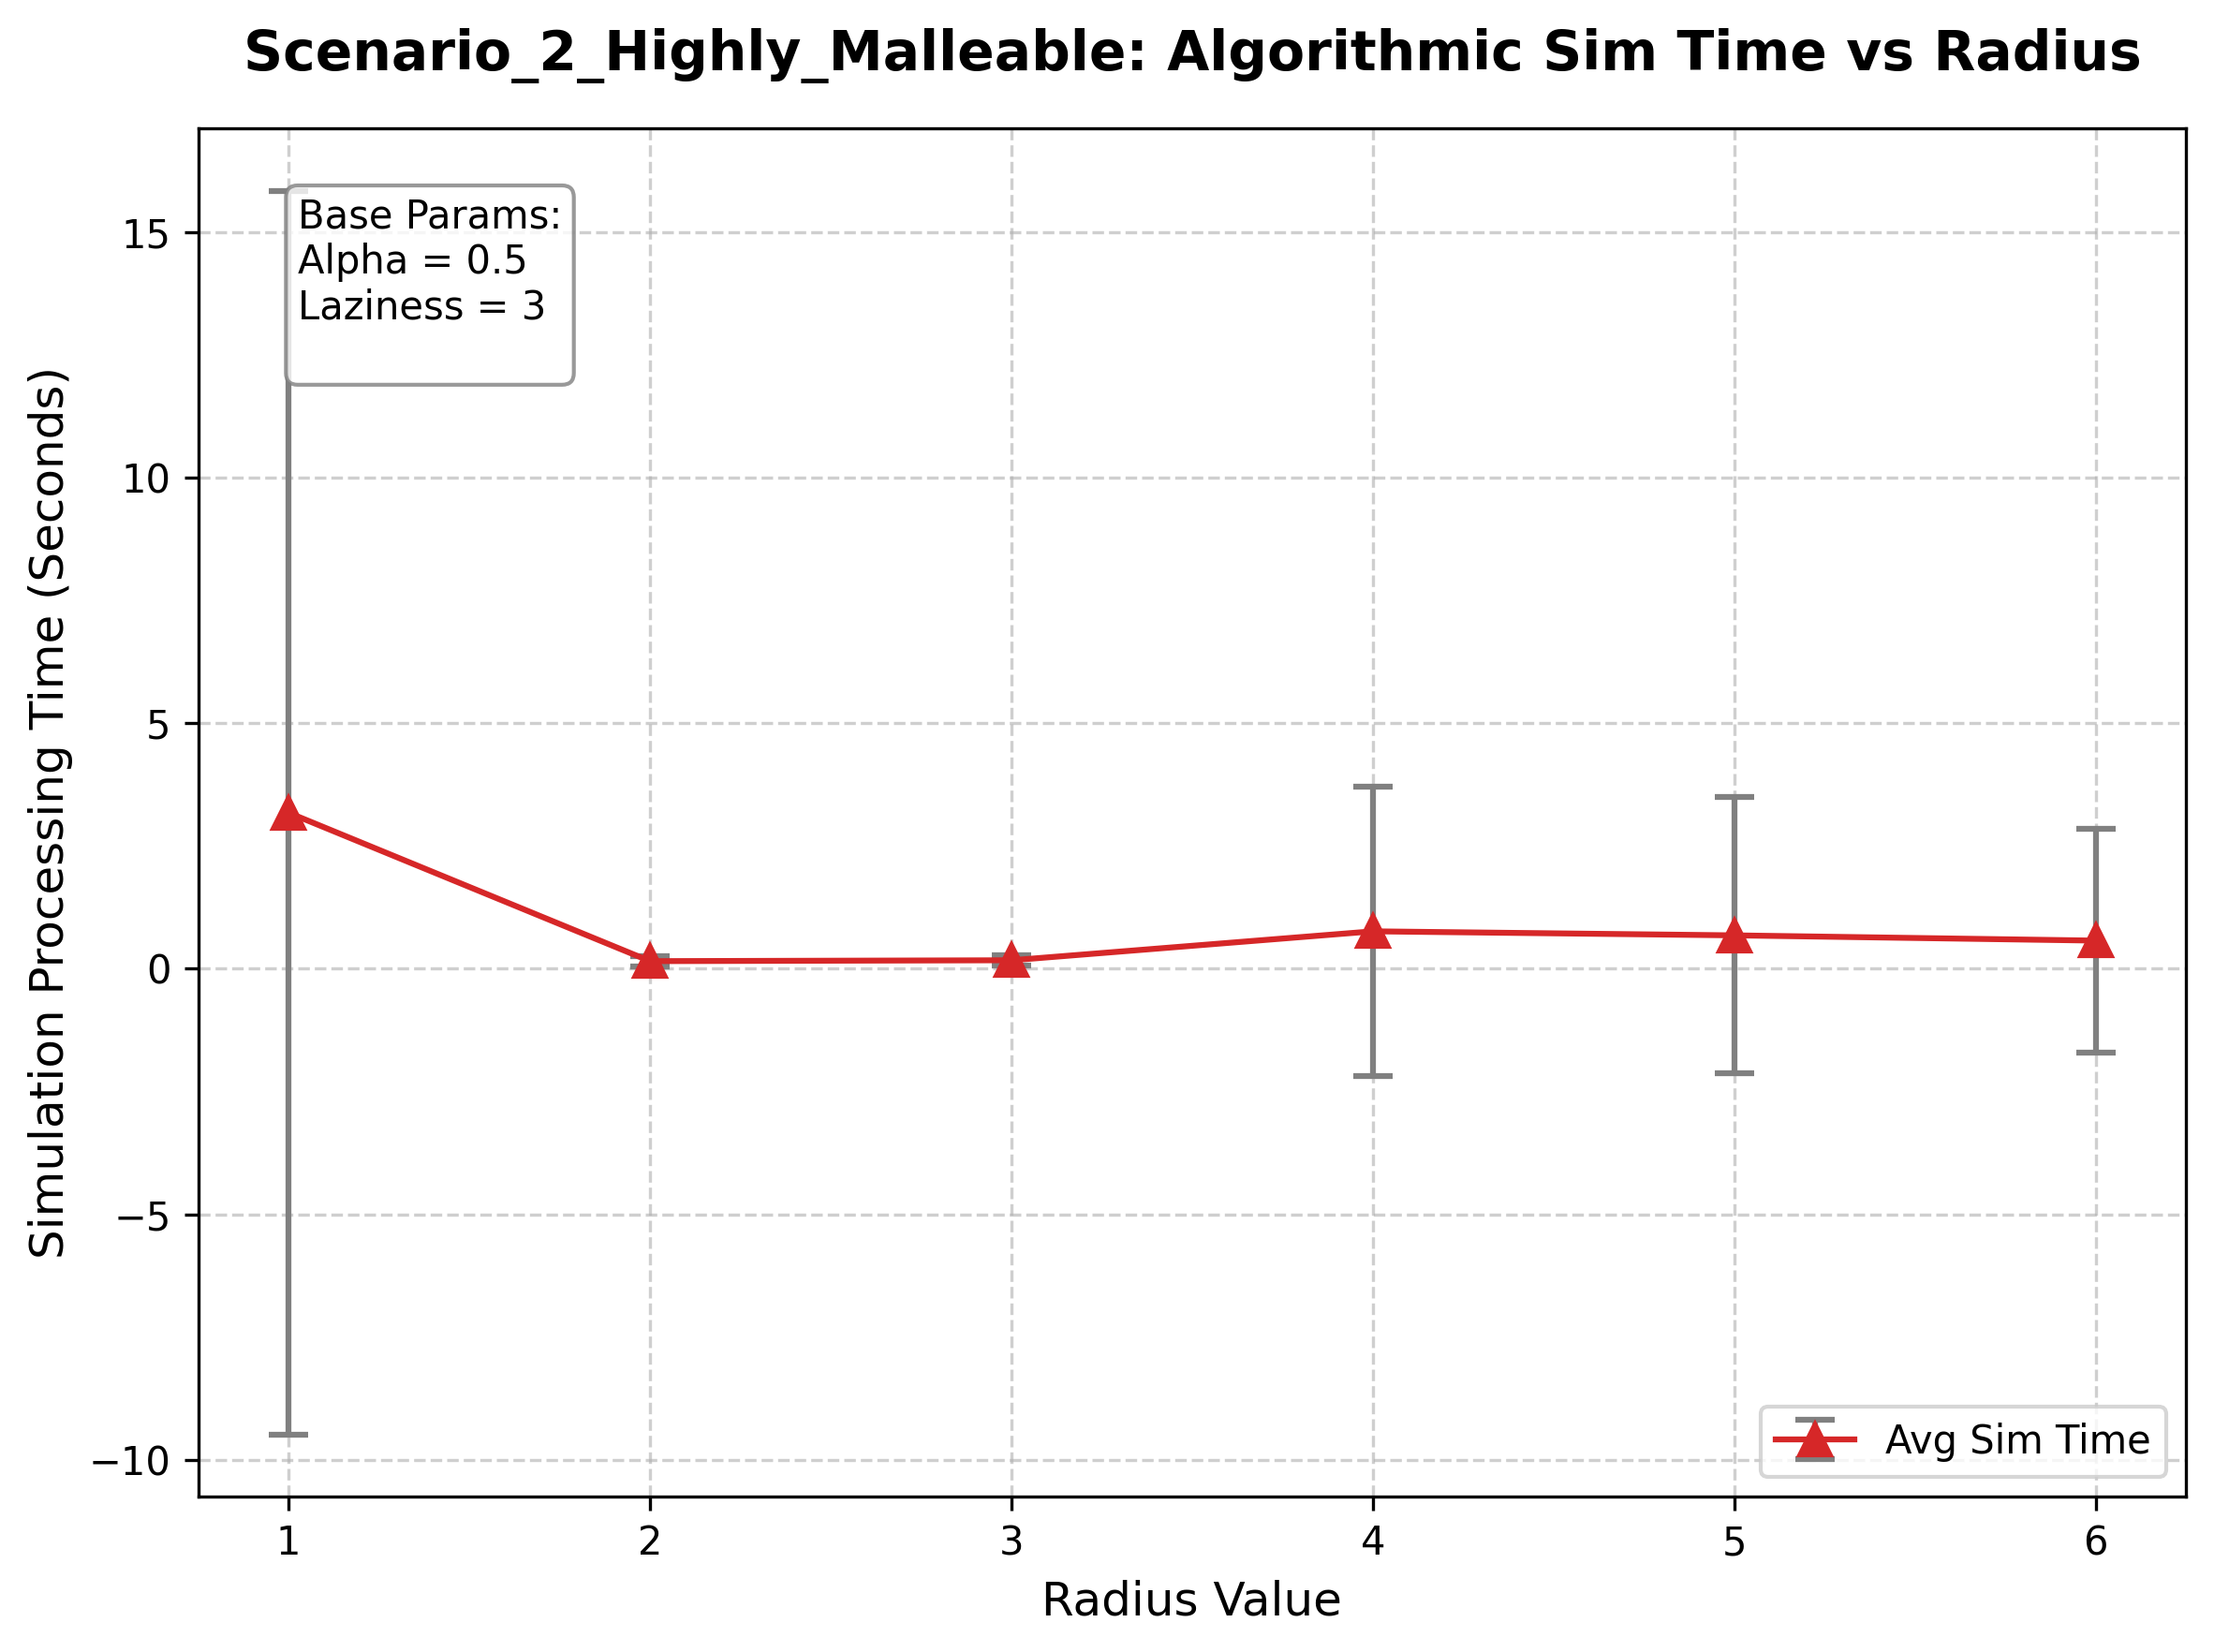 Scenario_2_Highly_Malleable: Algorithmic Sim Time vs Radius
Base Params:
Alpha = 0.5
Laziness = 3
Simulation Processing Time (Seconds)
15
10
5
0
−5
−10
Avg Sim Time
1 2 3 4 5 6
Radius Value